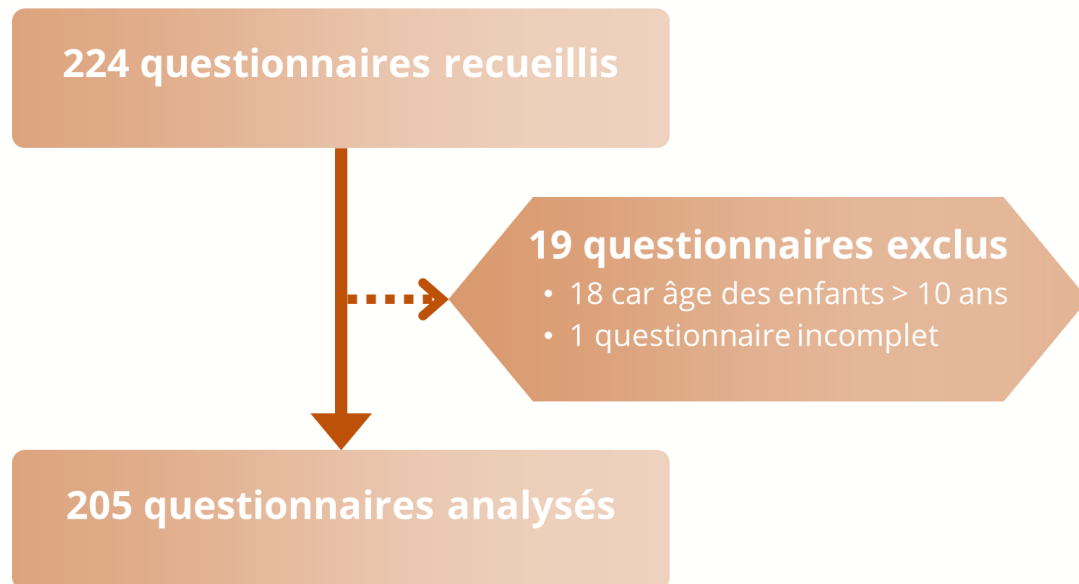 224 questionnaires recueillis
19 questionnaires exclus
• 18 car âge des enfants > 10 ans
• 1 questionnaire incomplet
205 questionnaires analysés